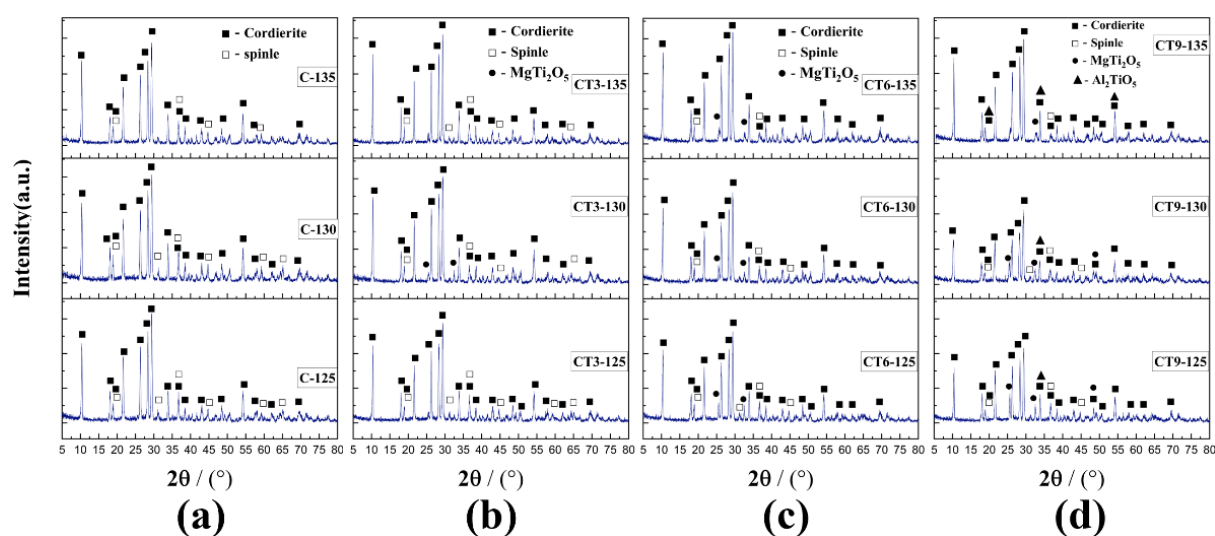 Intensity(a.u.)
- Cordierite
- spinle
C-135
C-130
C-125
5 10 15 20 25 30 35 40 45 50 55 60 65 70 75 80
2θ / (°)
(a)
- Cordierite
- Spinle
- MgTi₂O₅
CT3-135
CT3-130
CT3-125
5 10 15 20 25 30 35 40 45 50 55 60 65 70 75 80
2θ / (°)
(b)
- Cordierite
- Spinle
- MgTi₂O₅
CT6-135
CT6-130
CT6-125
5 10 15 20 25 30 35 40 45 50 55 60 65 70 75 80
2θ / (°)
(c)
- Cordierite
- Spinle
- MgTi₂O₅
- Al₂TiO₅
CT9-135
CT9-130
CT9-125
5 10 15 20 25 30 35 40 45 50 55 60 65 70 75 80
2θ / (°)
(d)